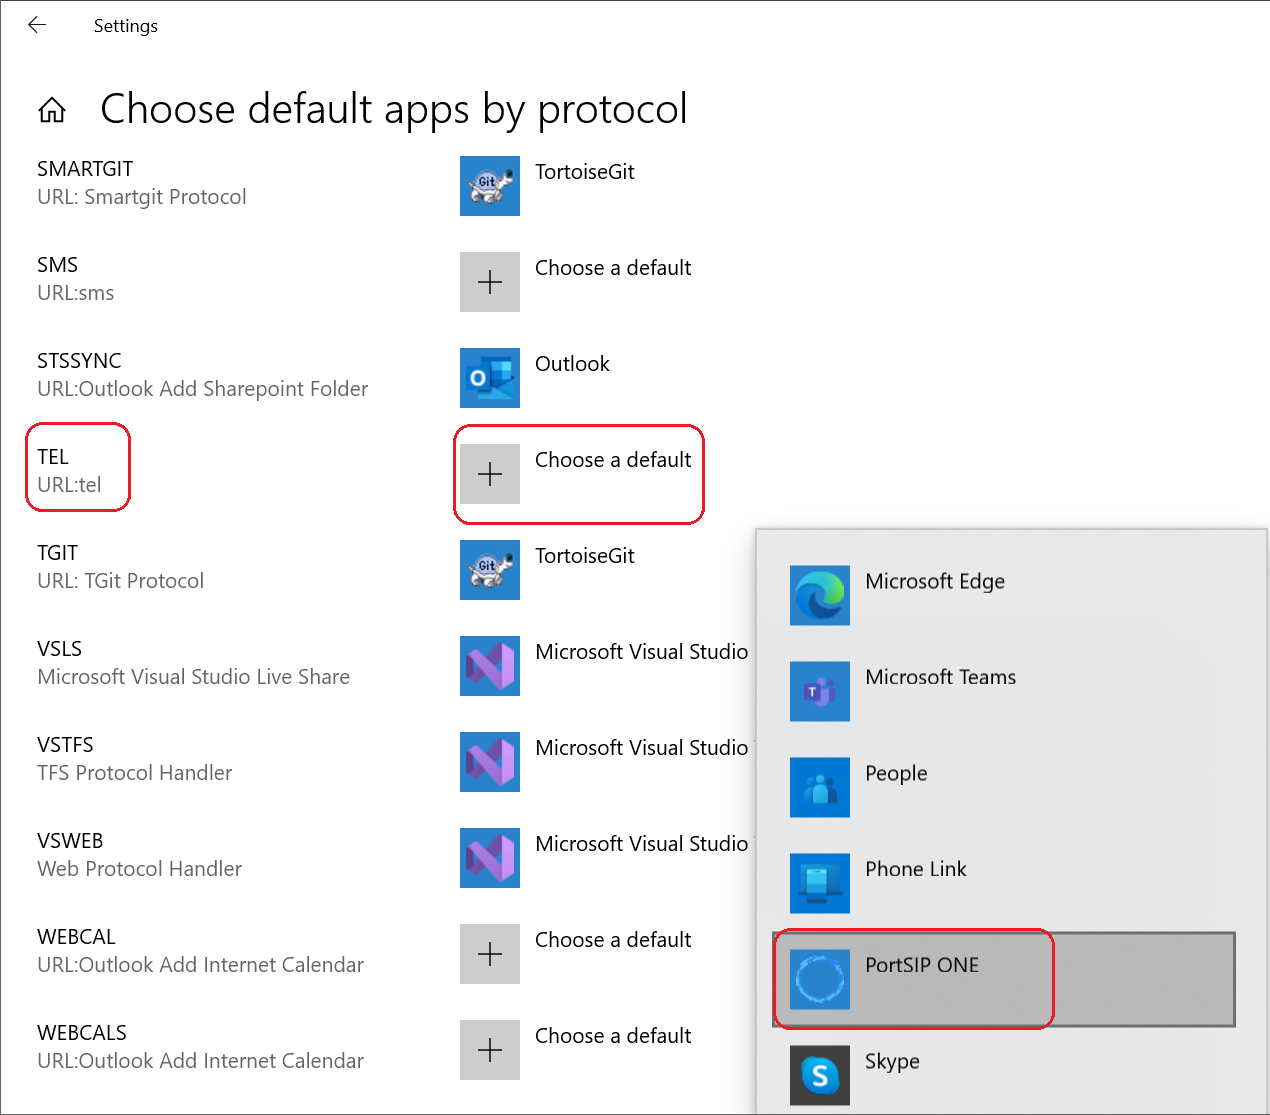 Settings
Choose default apps by protocol
SMARTGIT
URL: Smartgit Protocol
Git
TortoiseGit
SMS
URL:sms
Choose a default
STSSYNC
URL:Outlook Add Sharepoint Folder
O
Outlook
TEL
URL:tel
Choose a default
TGIT
URL: TGit Protocol
Git
TortoiseGit
VSLS
Microsoft Visual Studio Live Share
Microsoft Visual Studio
VSTFS
TFS Protocol Handler
Microsoft Visual Studio
VSWEB
Web Protocol Handler
Microsoft Visual Studio
WEBCAL
URL:Outlook Add Internet Calendar
Choose a default
WEBCALS
URL:Outlook Add Internet Calendar
Choose a default
Microsoft Edge
T
Microsoft Teams
People
Phone Link
PortSIP ONE
S
Skype